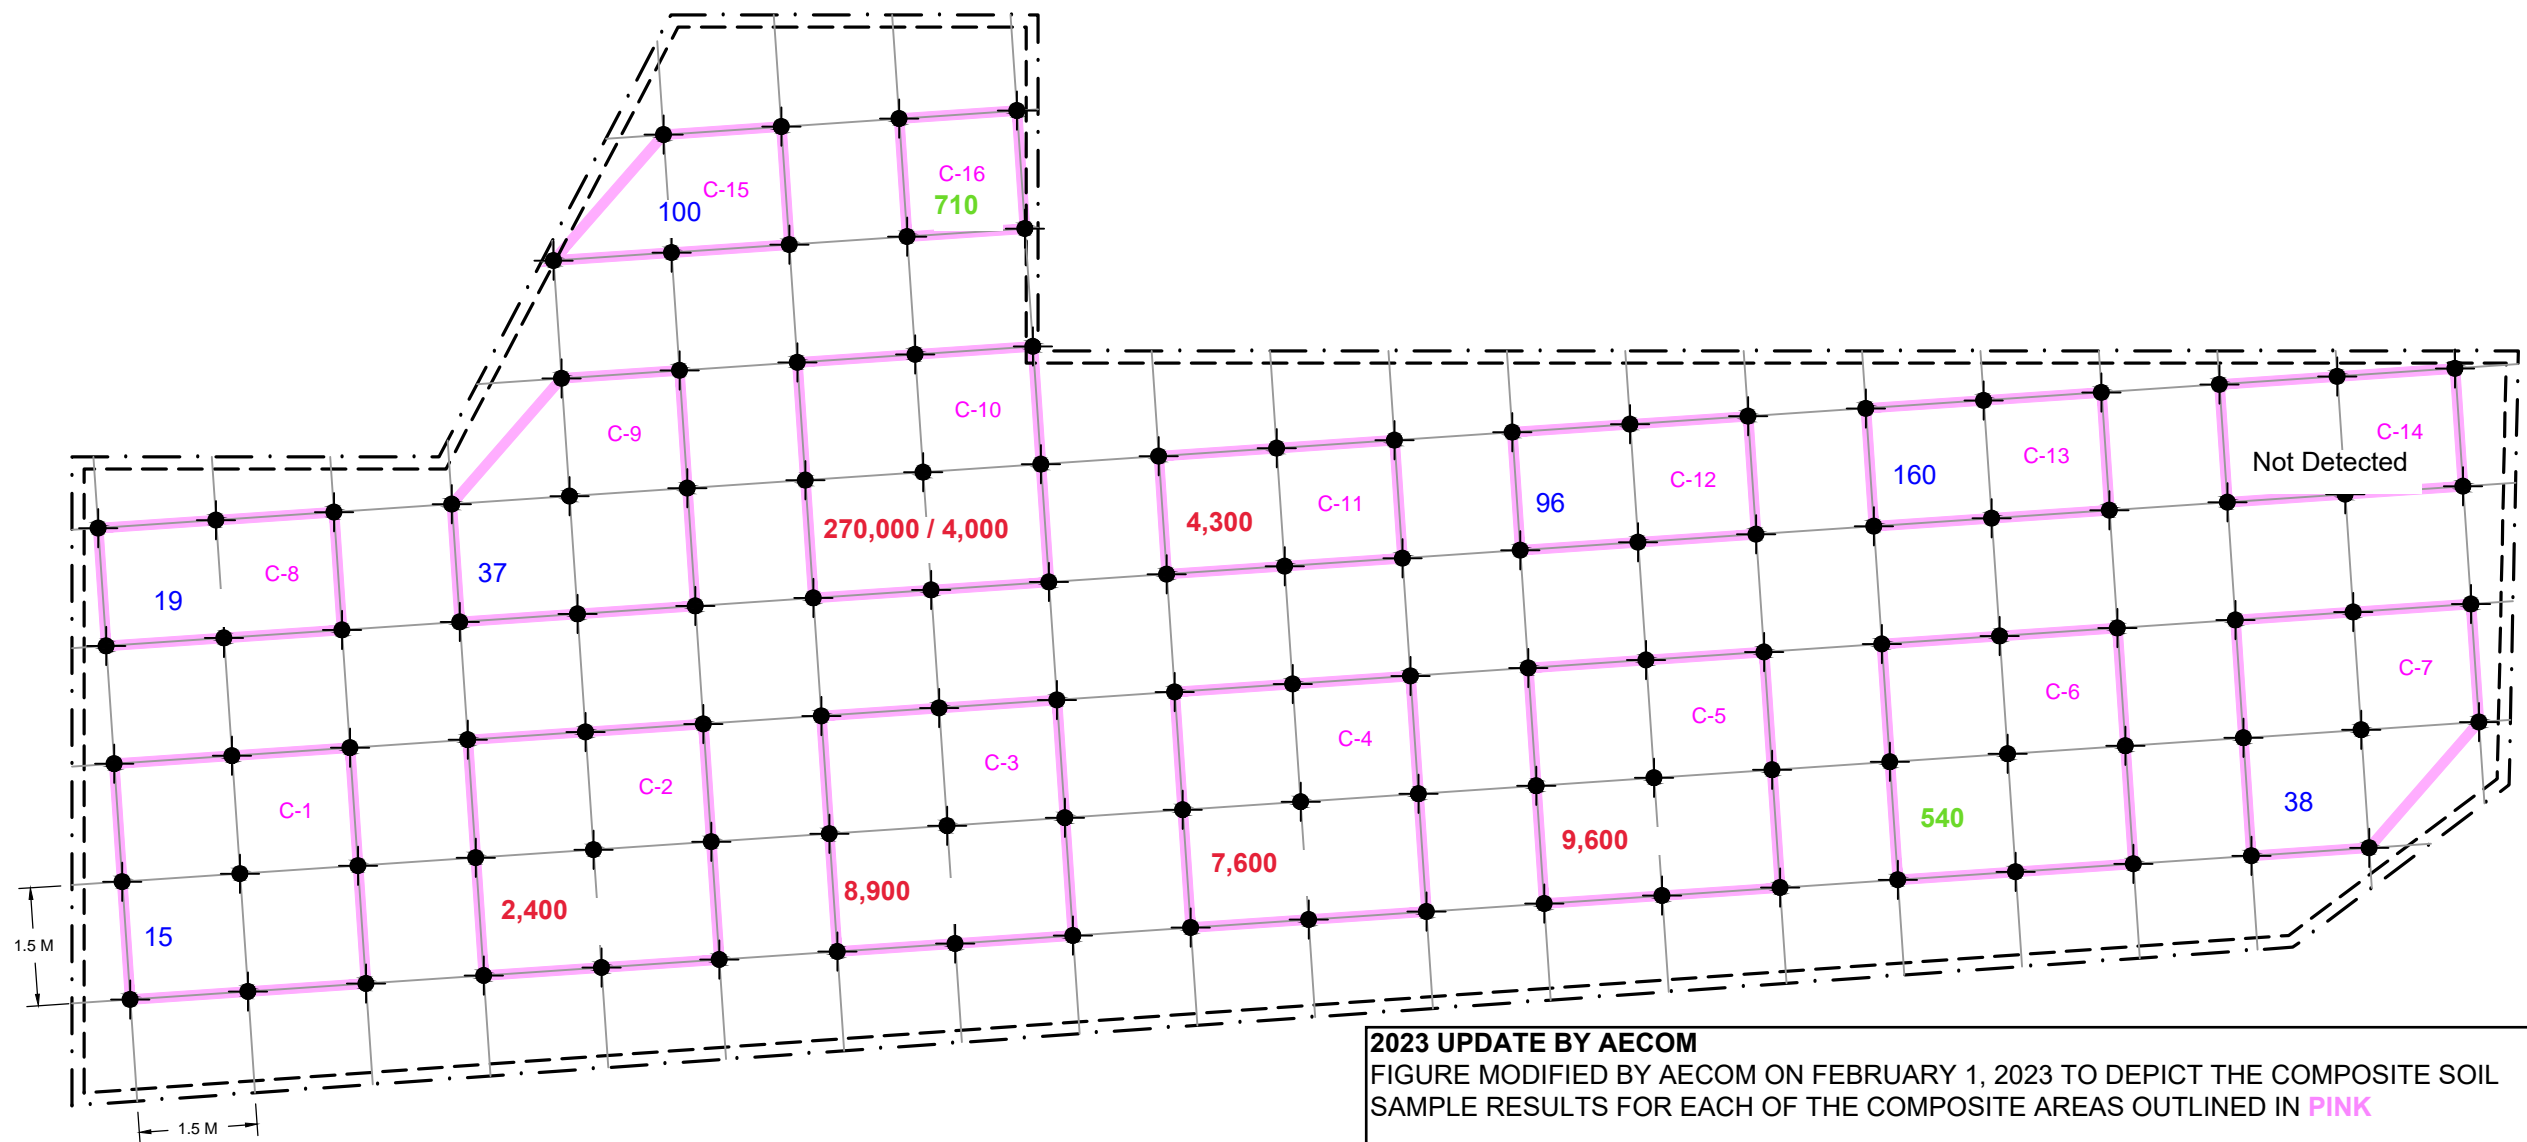 C-16
C-15
710
100
C-10
C-14
C-9
C-13
Not Detected
160
C-12
96
C-11
4,300
270,000 / 4,000
37
C-8
19
C-7
C-6
C-5
C-4
C-3
C-2
C-1
38
540
9,600
7,600
8,900
2,400
15
1.5 M
1.5 M
2023 UPDATE BY AECOM
FIGURE MODIFIED BY AECOM ON FEBRUARY 1, 2023 TO DEPICT THE COMPOSITE SOIL
SAMPLE RESULTS FOR EACH OF THE COMPOSITE AREAS OUTLINED IN PINK